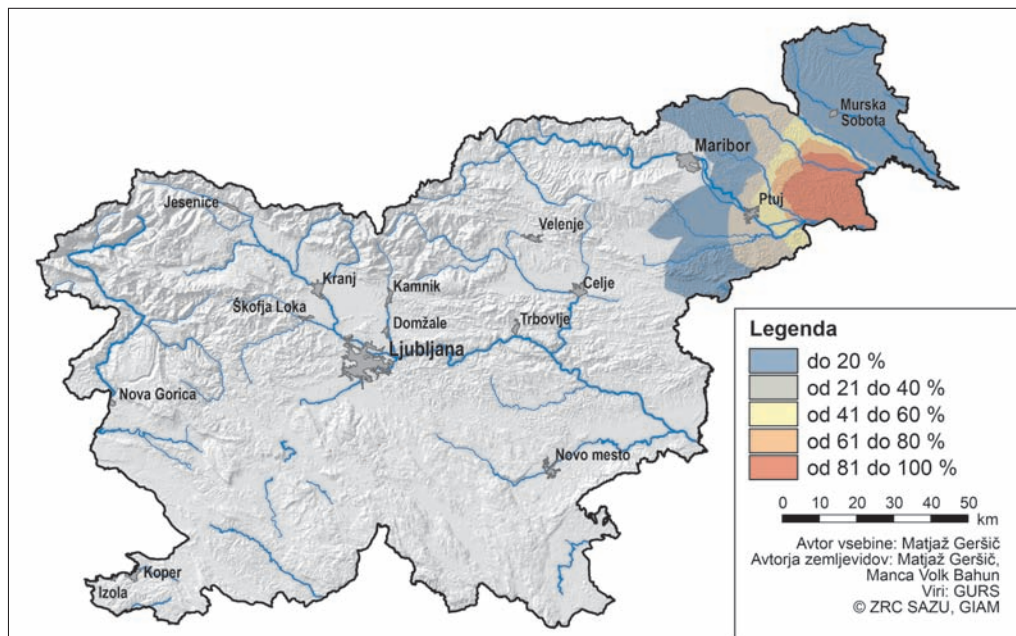 Murska
Sobota
Maribor
Jesenice
Ptuj
Velenje
Kranj
Kamnik
Celje
Škofja Loka
Domžale
Trbovlje
Ljubljana
Nova Gorica
Novo mesto
Koper
Izola
Legenda
do 20 %
od 21 do 40 %
od 41 do 60 %
od 61 do 80 %
od 81 do 100 %
0 10 20 30 40 50
km
Avtor vsebine: Matjaž Geršič
Avtorja zemljevidov: Matjaž Geršič,
Manca Volk Bahun
Viri: GURS
© ZRC SAZU, GIAM